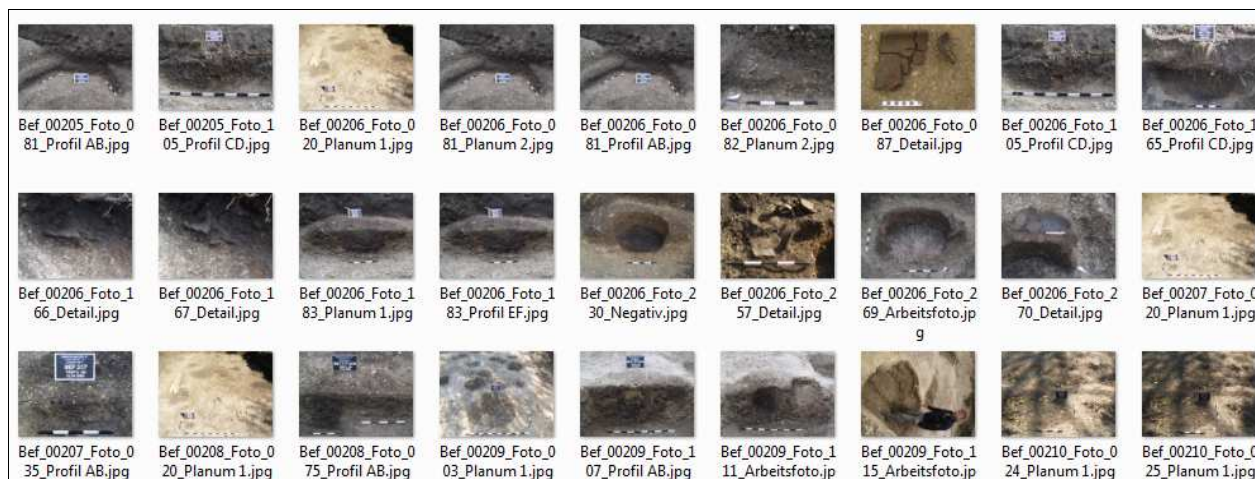 Bef_00205_Foto_0 Bef_00205_Foto_1 Bef_00206_Foto_0 Bef_00206_Foto_0 Bef_00206_Foto_0 Bef_00206_Foto_0 Bef_00206_Foto_0 Bef_00206_Foto_1 Bef_00206_Foto_1
81_Profil AB.jpg 05_Profil CD.jpg 20_Planum 1.jpg 81_Planum 2.jpg 81_Profil AB.jpg 82_Planum 2.jpg 87_Detail.jpg 05_Profil CD.jpg 65_Profil CD.jpg
Bef_00206_Foto_1 Bef_00206_Foto_1 Bef_00206_Foto_1 Bef_00206_Foto_1 Bef_00206_Foto_2 Bef_00206_Foto_2 Bef_00206_Foto_2 Bef_00206_Foto_2 Bef_00207_Foto_0
66_Detail.jpg 67_Detail.jpg 83_Planum 1.jpg 83_Profil EF.jpg 30_Negativ.jpg 57_Detail.jpg 69_Arbeitsfoto.jp 70_Detail.jpg 20_Planum 1.jpg
g
Bef_00207_Foto_0 Bef_00208_Foto_0 Bef_00208_Foto_0 Bef_00209_Foto_0 Bef_00209_Foto_1 Bef_00209_Foto_1 Bef_00209_Foto_1 Bef_00210_Foto_0 Bef_00210_Foto_0
35_Profil AB.jpg 20_Planum 1.jpg 75_Profil AB.jpg 03_Planum 1.jpg 07_Profil AB.jpg 11_Arbeitsfoto.jp 15_Arbeitsfoto.jp 24_Planum 1.jpg 25_Planum 1.jpg